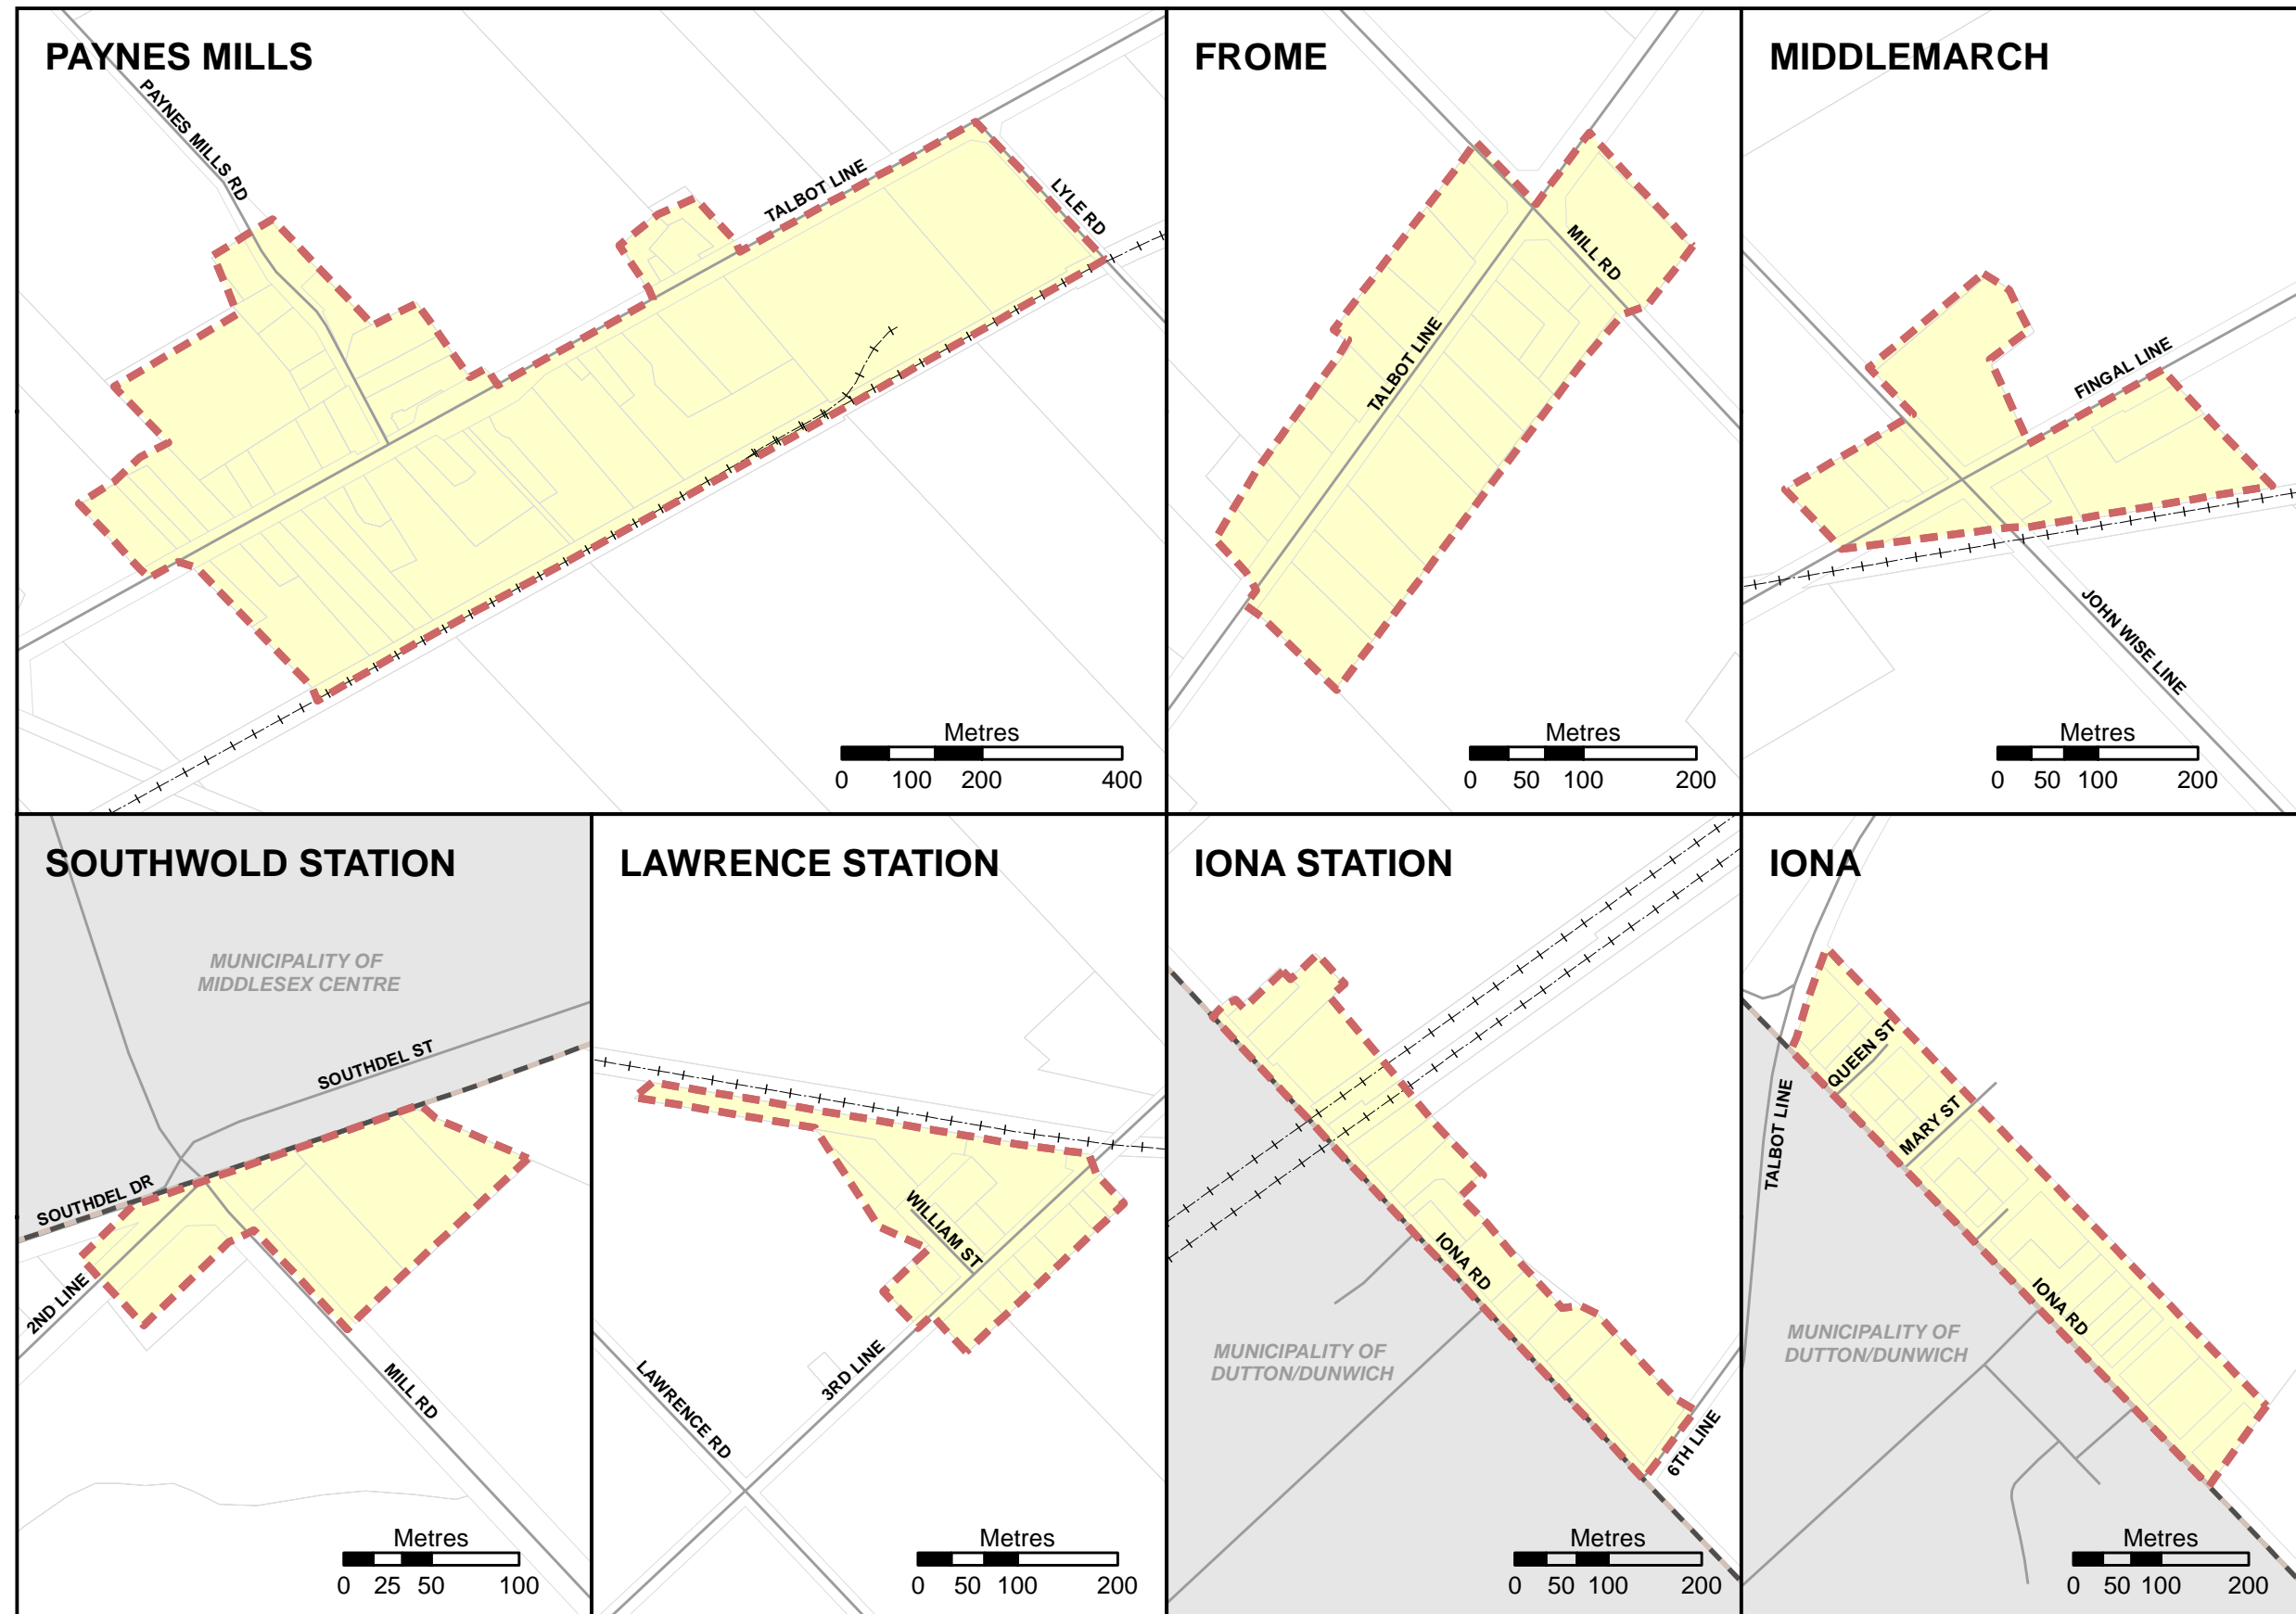 PAYNES MILLS
PAYNES MILLS RD
TALBOT LINE
LYLE RD
Metres
0 100 200 400
FROME
MILL RD
TALBOT LINE
Metres
0 50 100 200
MIDDLEMARCH
FINGAL LINE
JOHN WISE LINE
Metres
0 50 100 200
SOUTHWOLD STATION
MUNICIPALITY OF
MIDDLESEX CENTRE
SOUTHDEL ST
SOUTHDEL DR
2ND LINE
MILL RD
Metres
0 25 50 100
LAWRENCE STATION
WILLIAM ST
3RD LINE
LAWRENCE RD
Metres
0 50 100 200
IONA STATION
IONA RD
MUNICIPALITY OF
DUTTON/DUNWICH
6TH LINE
Metres
0 50 100 200
IONA
QUEEN ST
MARY ST
TALBOT LINE
IONA RD
MUNICIPALITY OF
DUTTON/DUNWICH
Metres
0 50 100 200